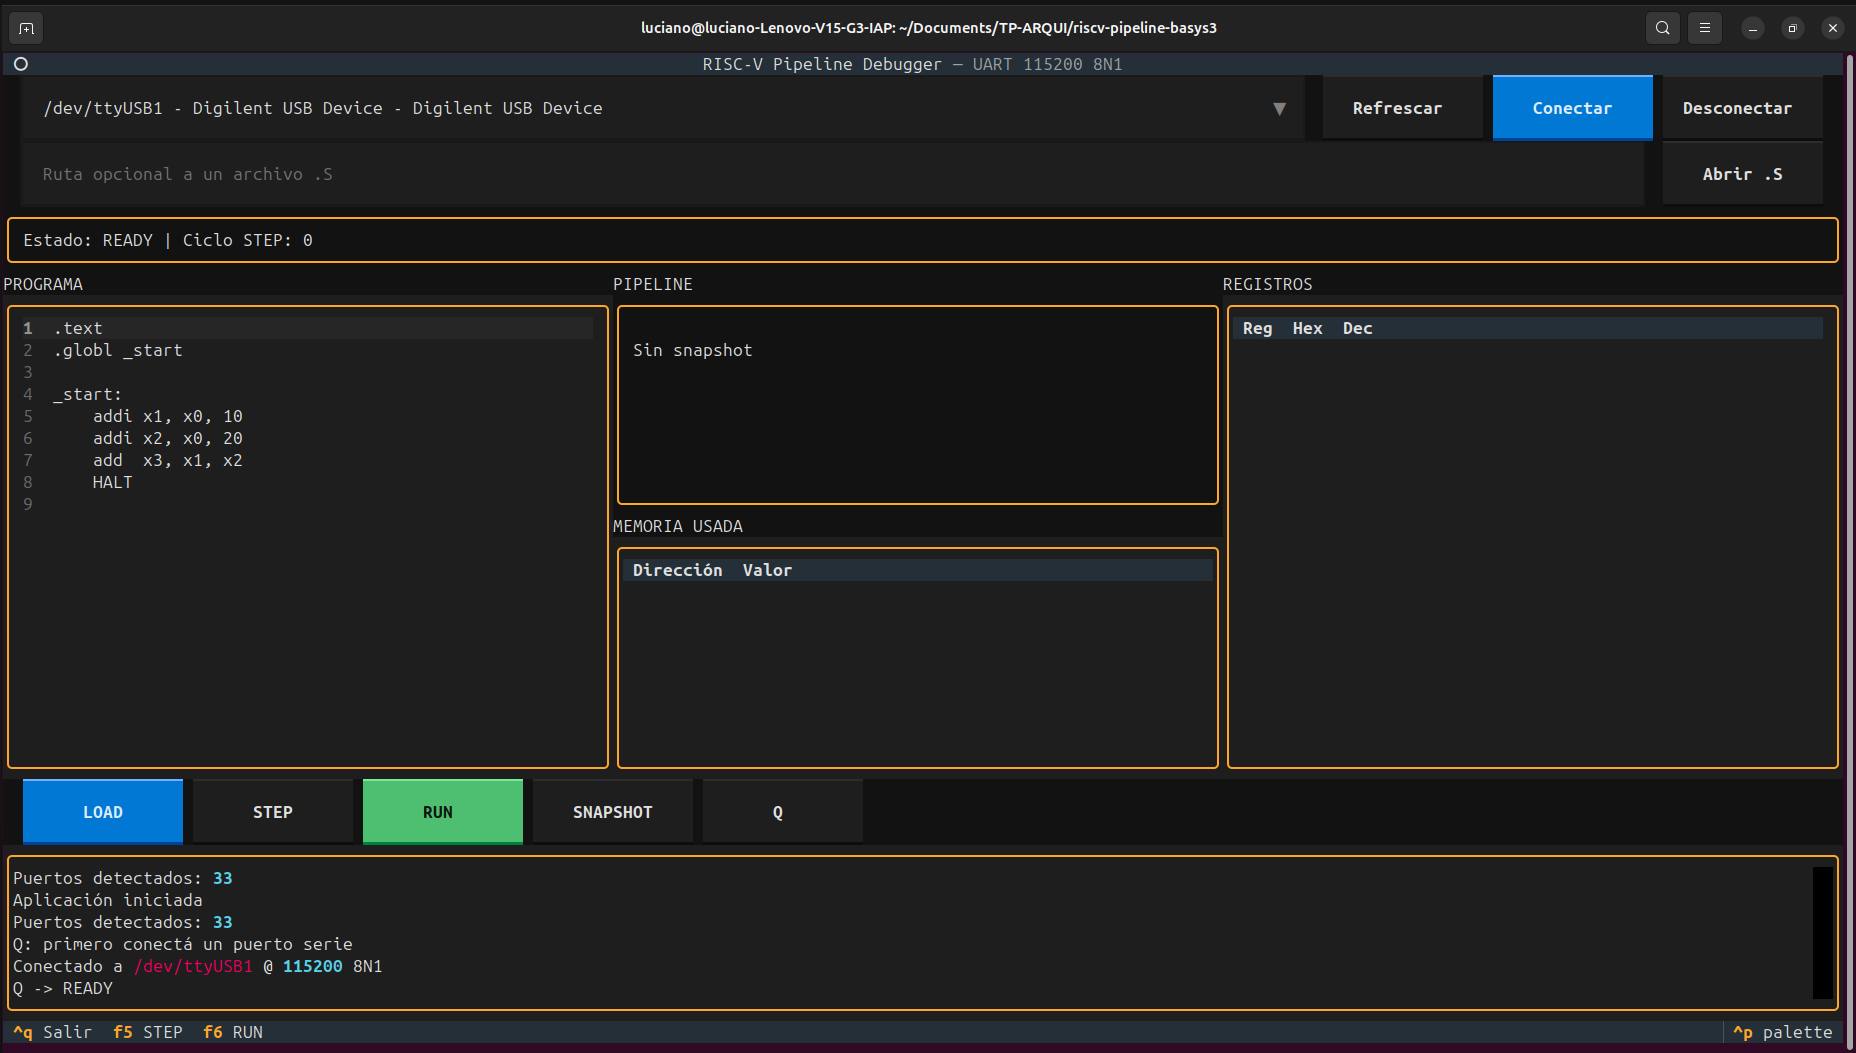 luciano@luciano-Lenovo-V15-G3-IAP: ~/Documents/TP-ARQUI/riscv-pipeline-basys3
RISC-V Pipeline Debugger — UART 115200 8N1
/dev/ttyUSB1 - Digilent USB Device - Digilent USB Device ▼ Refrescar Conectar Desconectar
Ruta opcional a un archivo .S Abrir .S
Estado: READY | Ciclo STEP: 0
PROGRAMA
1 .text
2 .globl _start
3
4 _start:
5     addi x1, x0, 10
6     addi x2, x0, 20
7     add  x3, x1, x2
8     HALT
9
PIPELINE
Sin snapshot
MEMORIA USADA
Dirección Valor
REGISTROS
Reg Hex Dec
LOAD STEP RUN SNAPSHOT Q
Puertos detectados: 33
Aplicación iniciada
Puertos detectados: 33
Q: primero conectá un puerto serie
Conectado a /dev/ttyUSB1 @ 115200 8N1
Q -> READY
^q Salir f5 STEP f6 RUN ^p palette